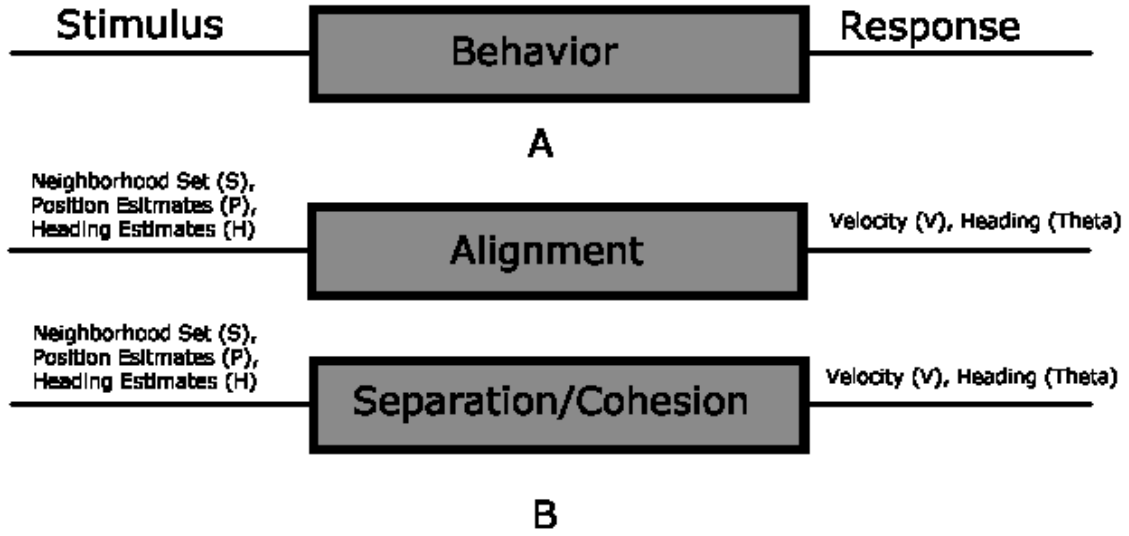 Stimulus
Behavior
Response
A
Neighborhood Set (S),
Position Esitmates (P),
Heading Estimates (H)
Alignment
Velocity (V), Heading (Theta)
Neighborhood Set (S),
Position Esitmates (P),
Heading Estimates (H)
Separation/Cohesion
Velocity (V), Heading (Theta)
B